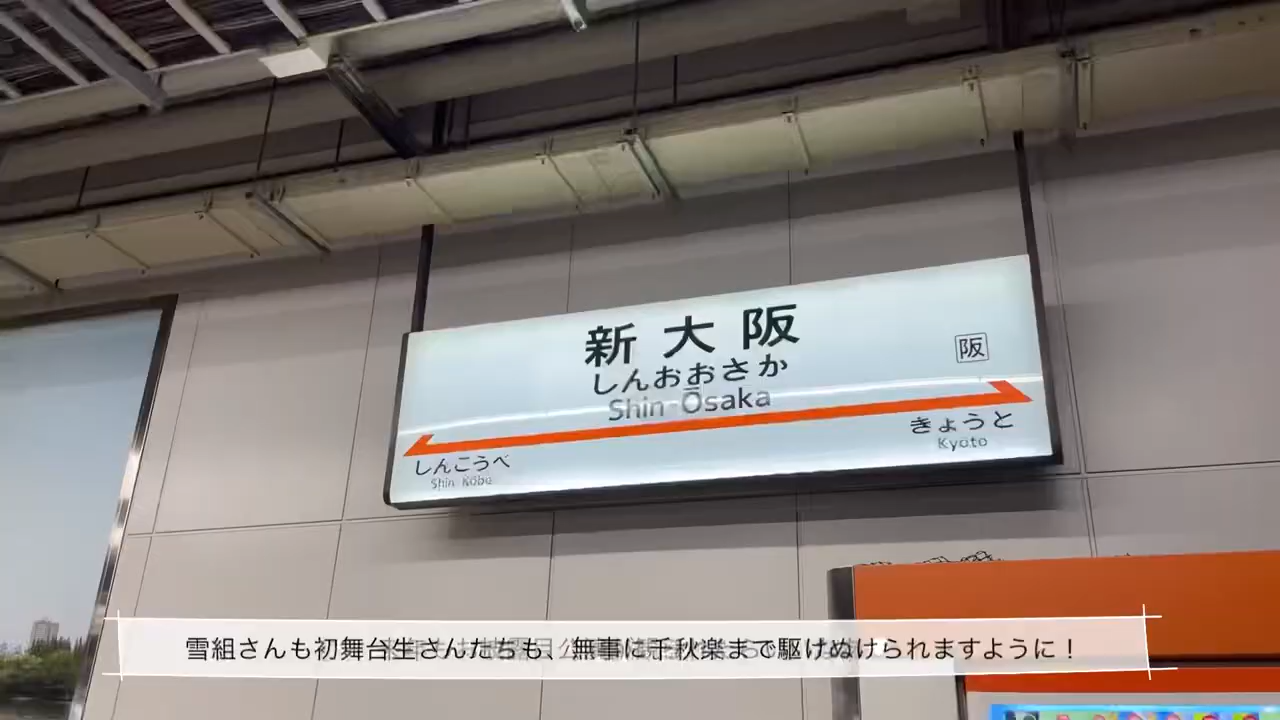 新大阪
阪
しんおおさか
Shin-Ōsaka
しんこうべ
Shin-Kōbe
きょうと
Kyōto
雪組さんも初舞台生さんたちも、無事に千秋楽まで駆けぬけられますように！